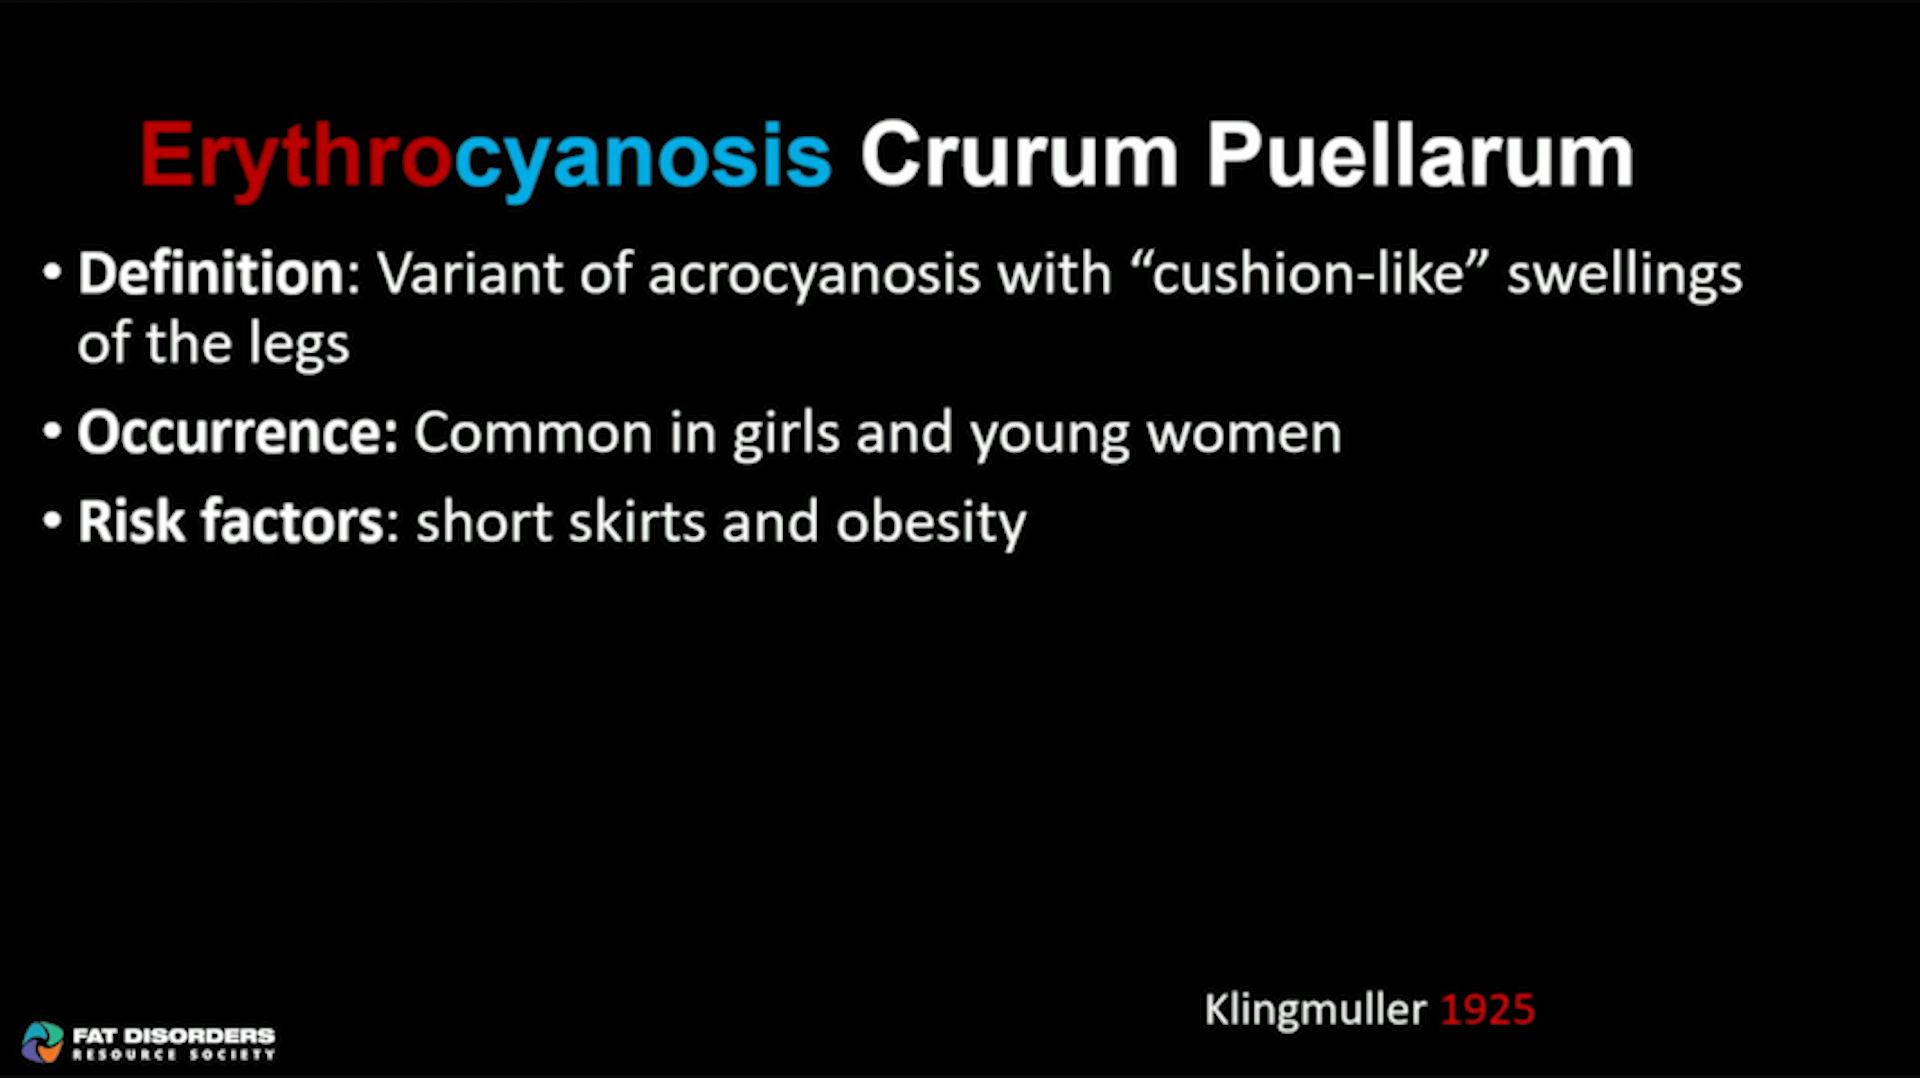 Erythrocyanosis Crurum Puellarum
• Definition: Variant of acrocyanosis with “cushion-like” swellings
of the legs
• Occurrence: Common in girls and young women
• Risk factors: short skirts and obesity
Klingmuller 1925
FAT DISORDERS
RESOURCE SOCIETY